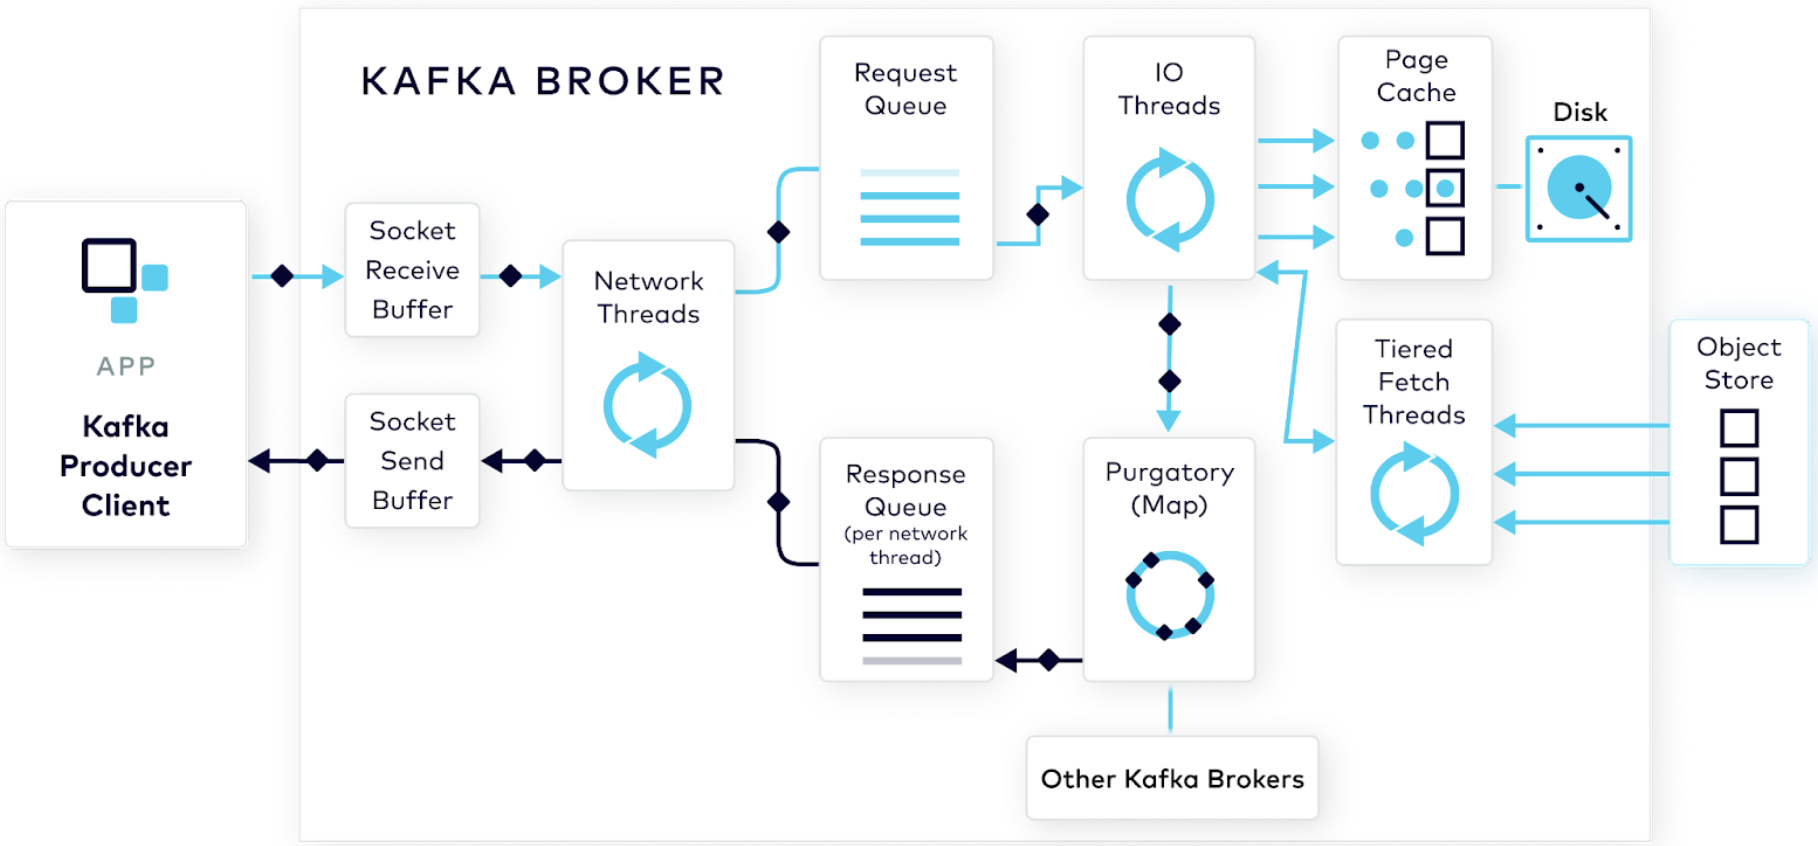 KAFKA BROKER
Request
Queue
IO
Threads
Page
Cache
Disk
Socket
Receive
Buffer
Network
Threads
APP
Kafka
Producer
Client
Socket
Send
Buffer
Response
Queue
(per network
thread)
Purgatory
(Map)
Tiered
Fetch
Threads
Object
Store
Other Kafka Brokers